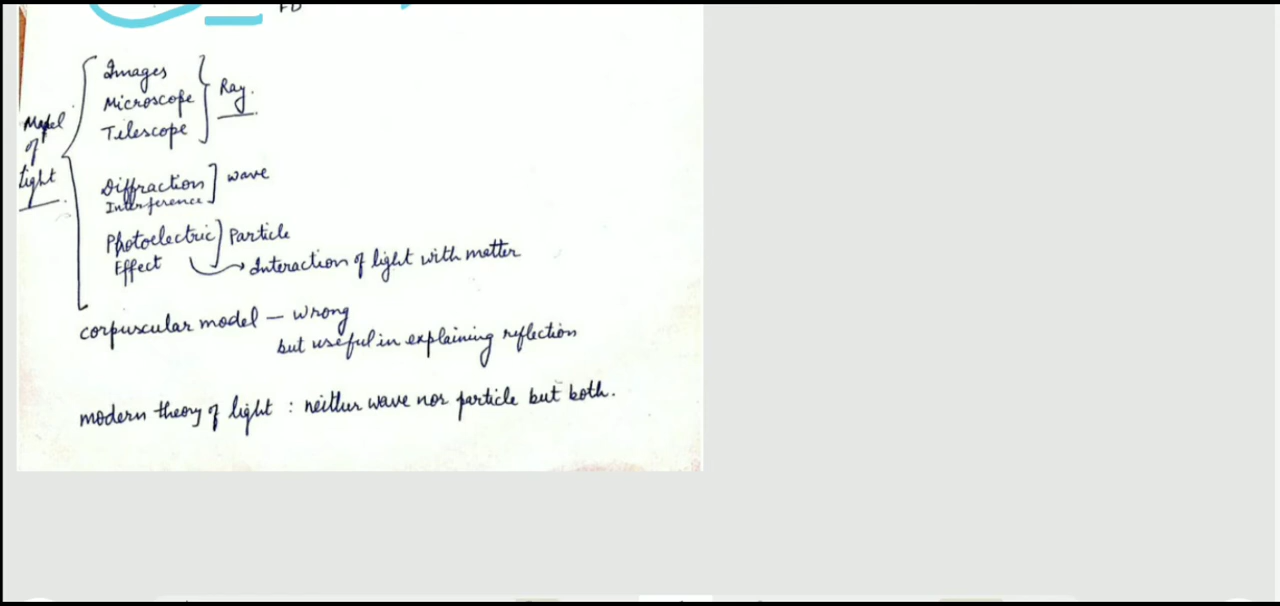 FD
Images
Microscope
Telescope
Ray.
Model
of
light
Diffraction
Interference
wave
Photoelectric
Effect
Particle
Interaction of light with matter
corpuscular model — wrong
but useful in explaining reflection
modern theory of light : neither wave nor particle but both.